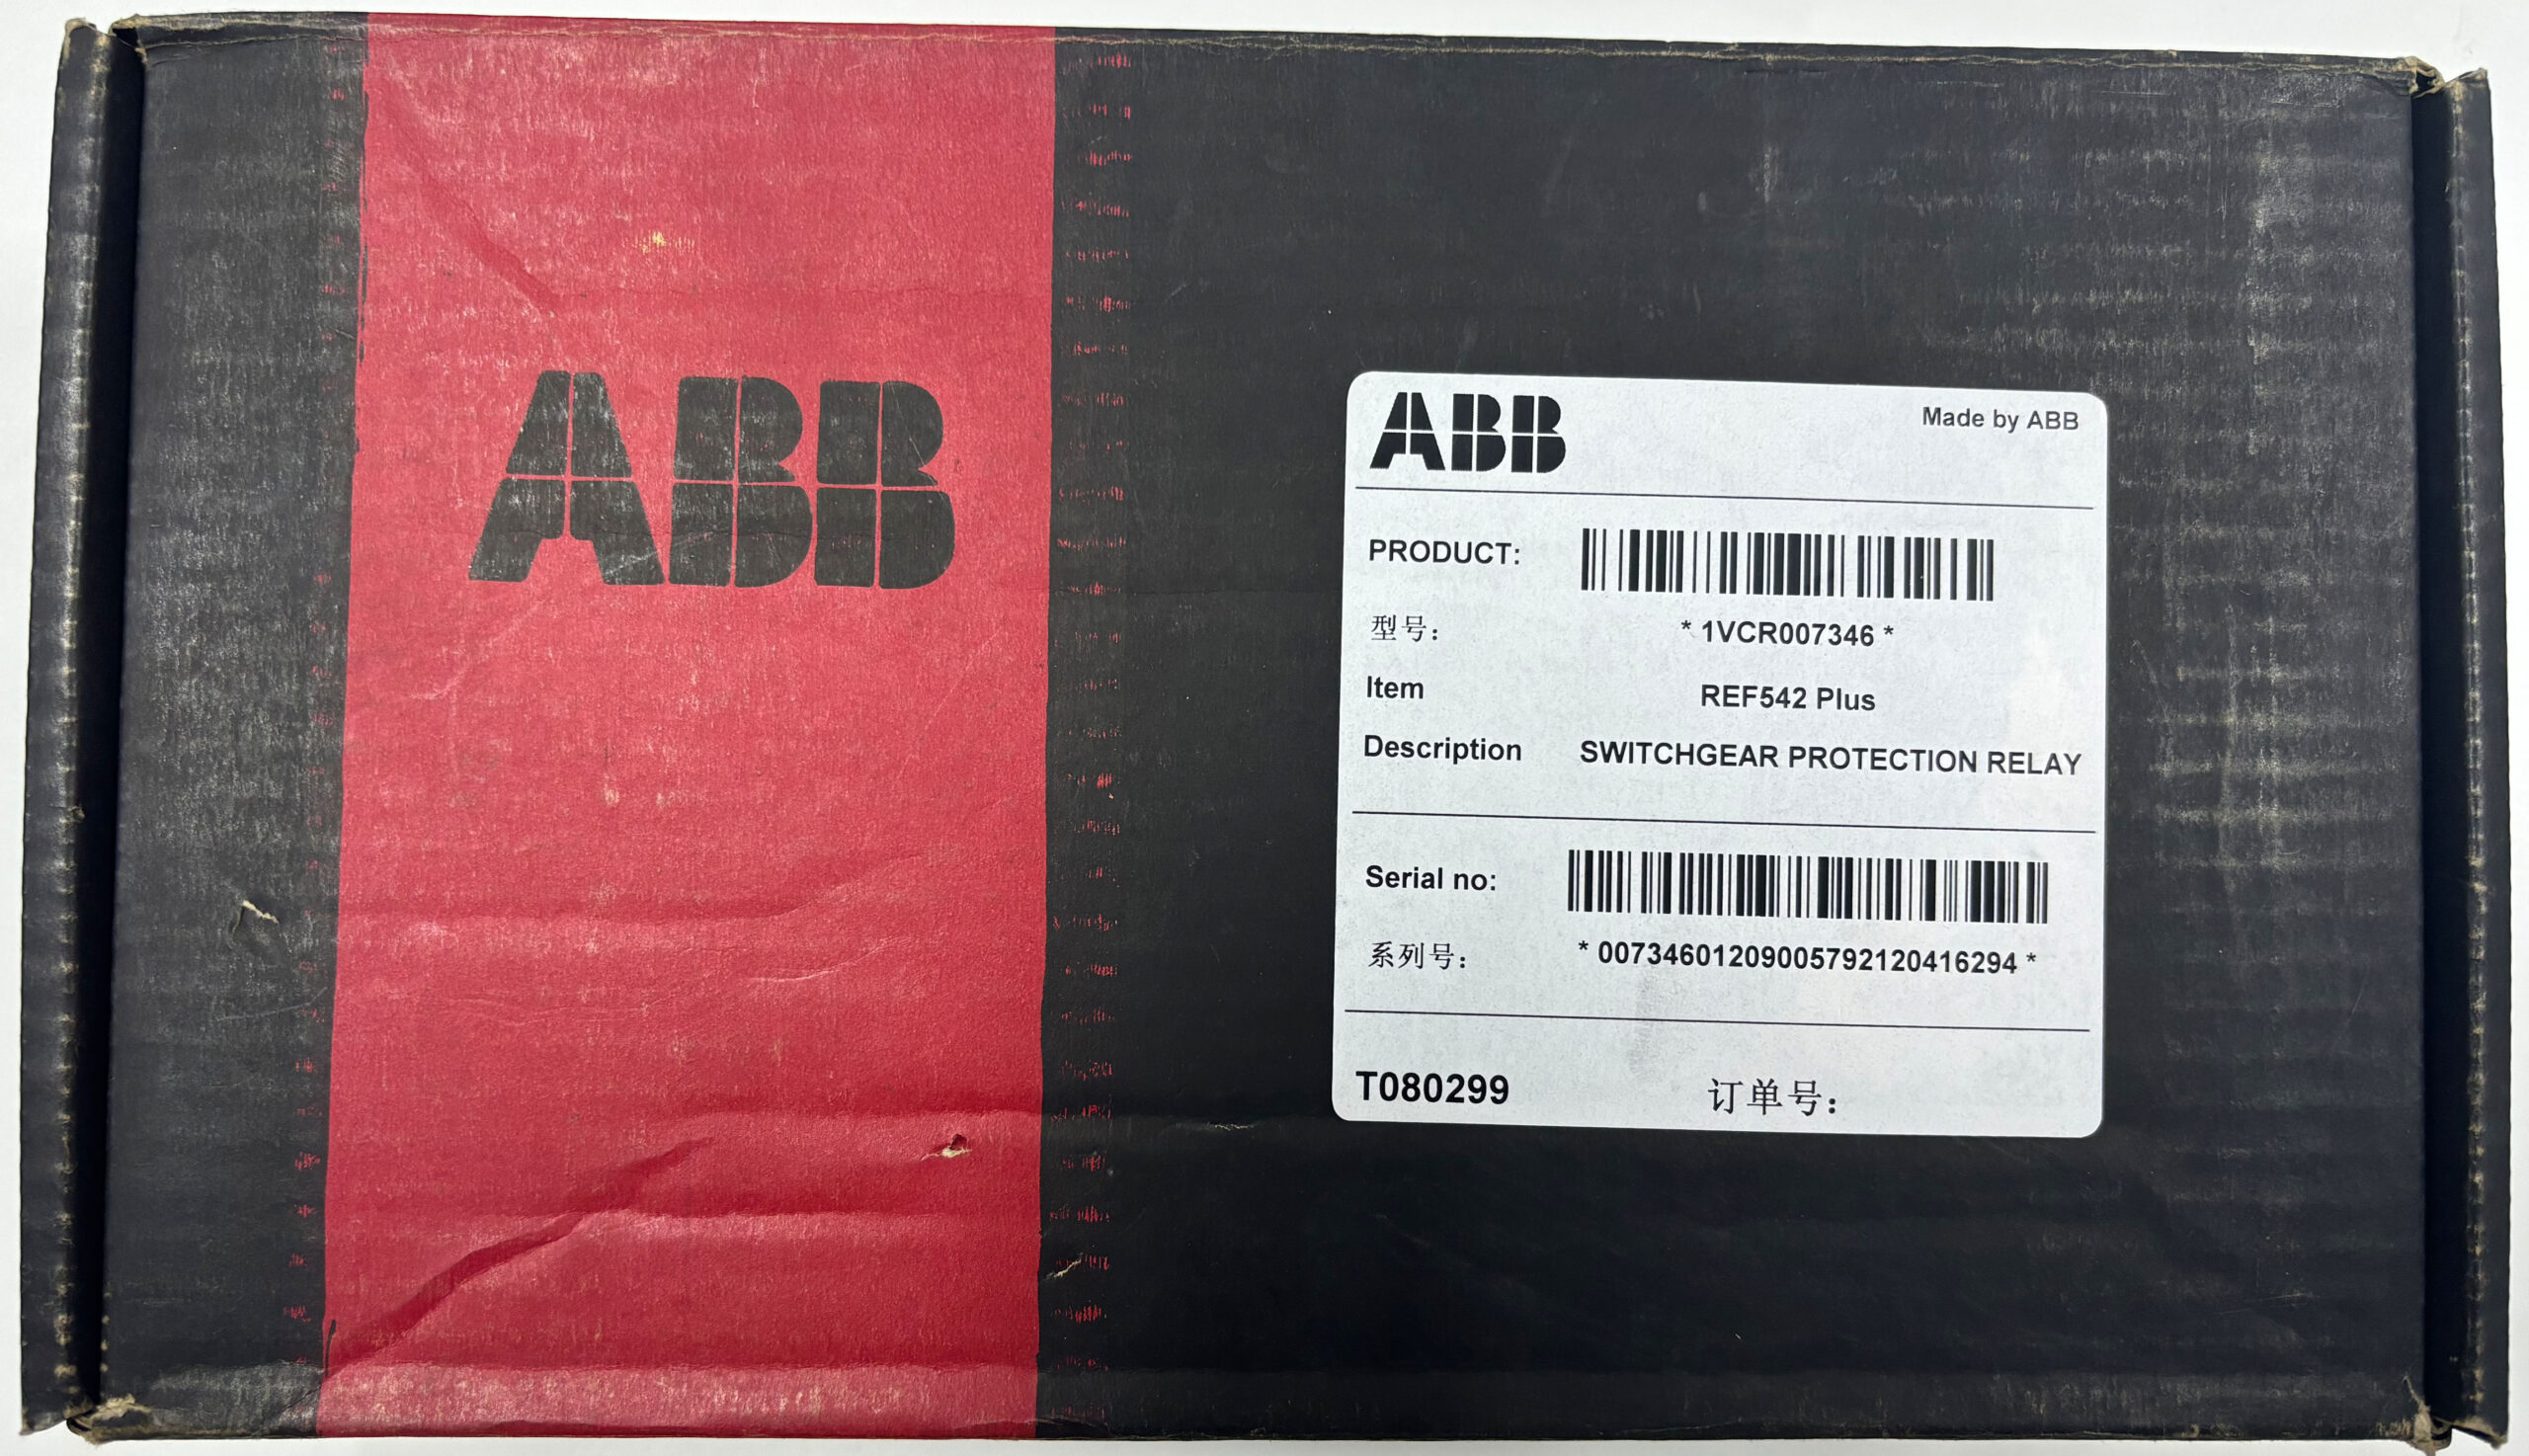 ABB
ABB
Made by ABB
PRODUCT:
型号: * 1VCR007346 *
Item REF542 Plus
Description SWITCHGEAR PROTECTION RELAY
Serial no:
系列号: * 00734601209005792120416294 *
T080299 订单号: